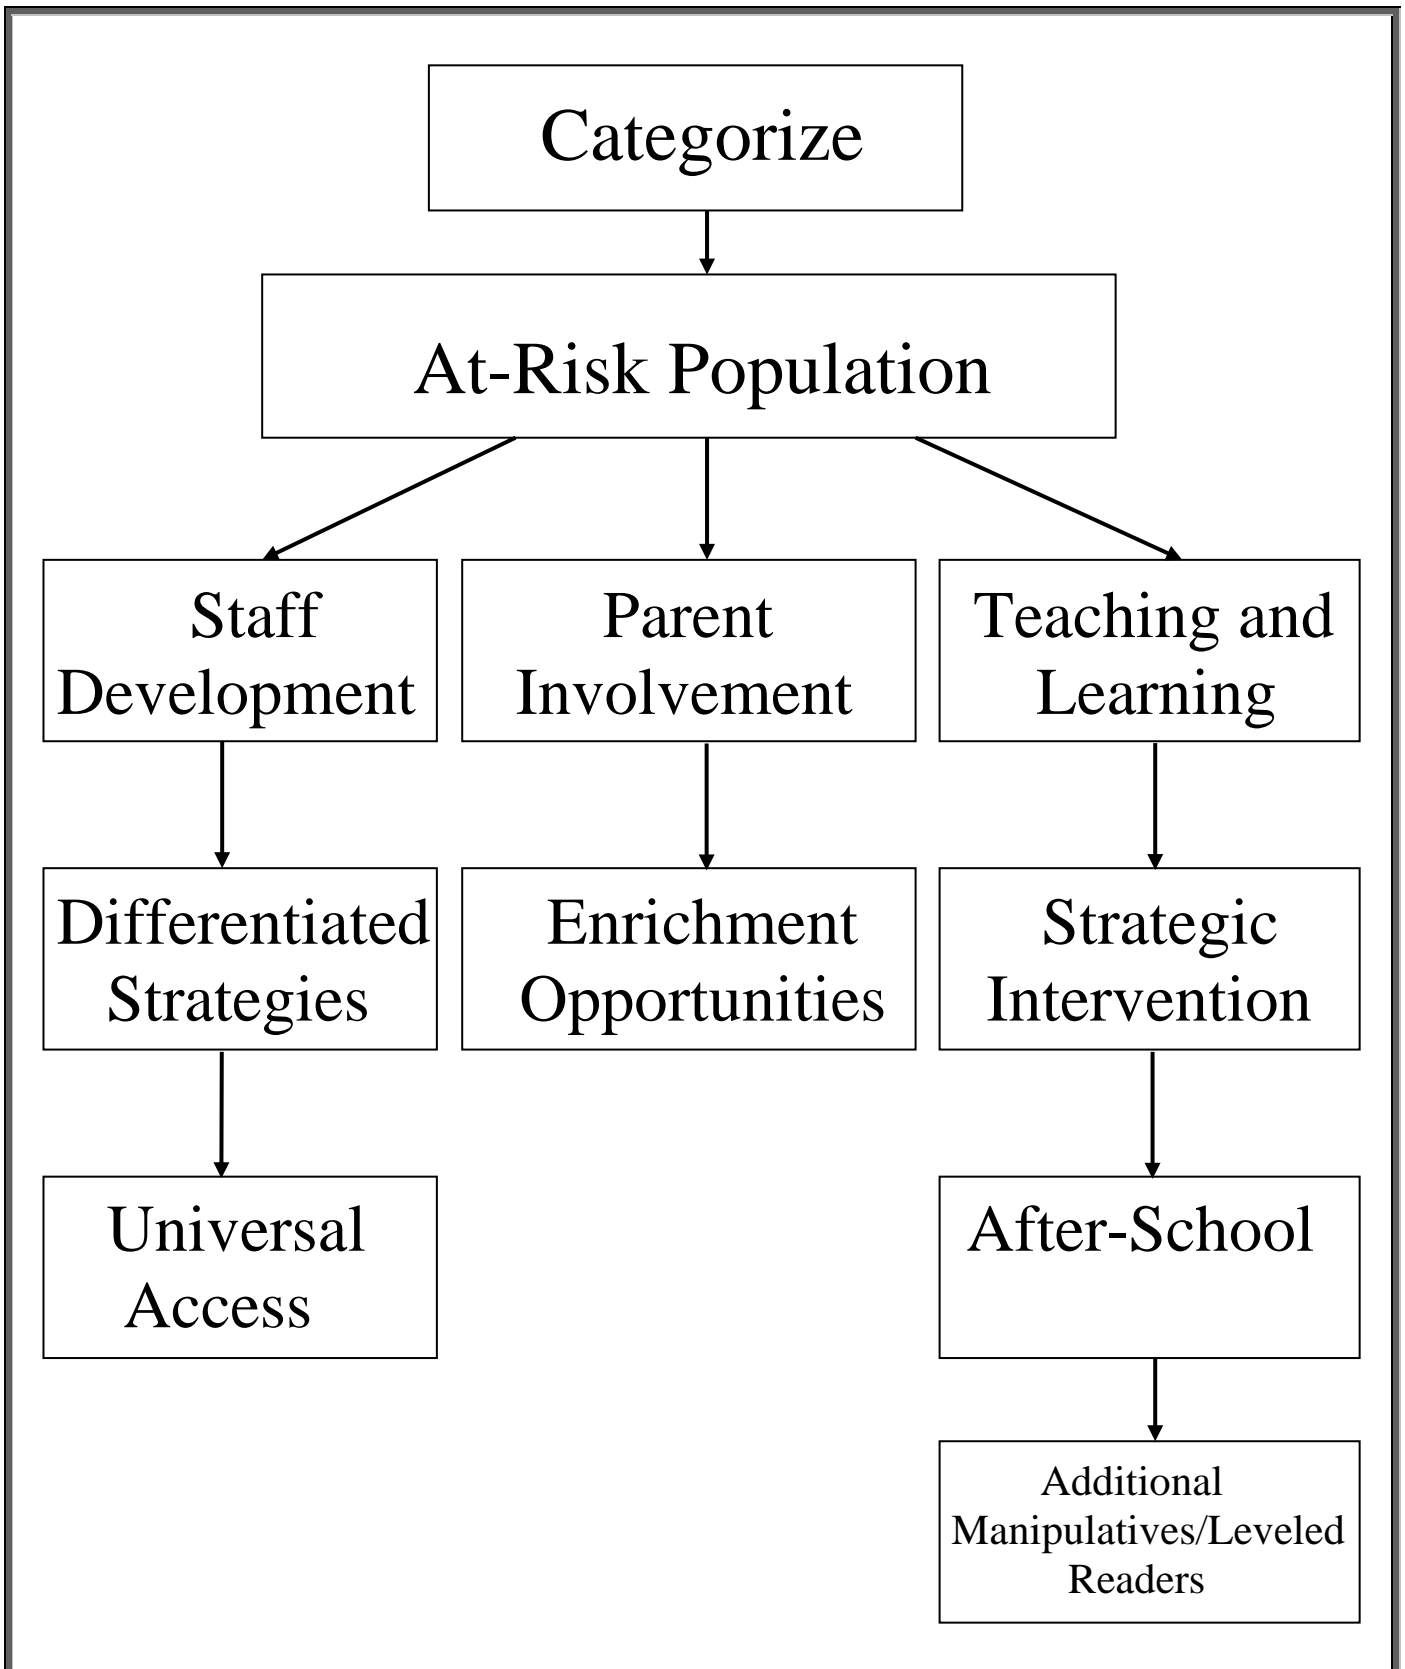 Categorize
At-Risk Population
Staff
Development
Parent
Involvement
Teaching and
Learning
Differentiated
Strategies
Enrichment
Opportunities
Strategic
Intervention
Universal
Access
After-School
Additional
Manipulatives/Leveled
Readers